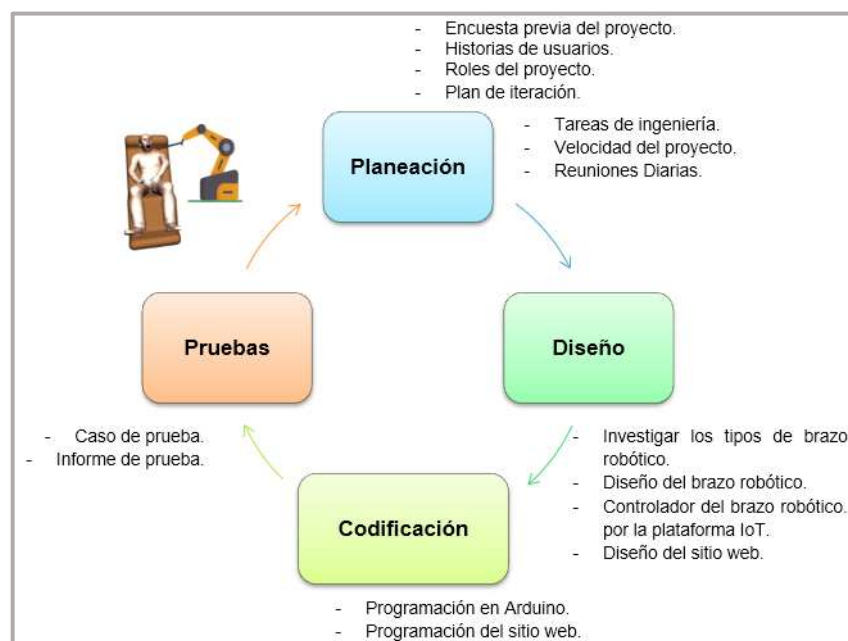 - Encuesta previa del proyecto.
- Historias de usuarios.
- Roles del proyecto.
- Plan de iteración.
Planeación
- Tareas de ingeniería.
- Velocidad del proyecto.
- Reuniones Diarias.
Pruebas
Diseño
- Caso de prueba.
- Informe de prueba.
- Investigar los tipos de brazo
robótico.
- Diseño del brazo robótico.
- Controlador del brazo robótico.
por la plataforma IoT.
- Diseño del sitio web.
Codificación
- Programación en Arduino.
- Programación del sitio web.